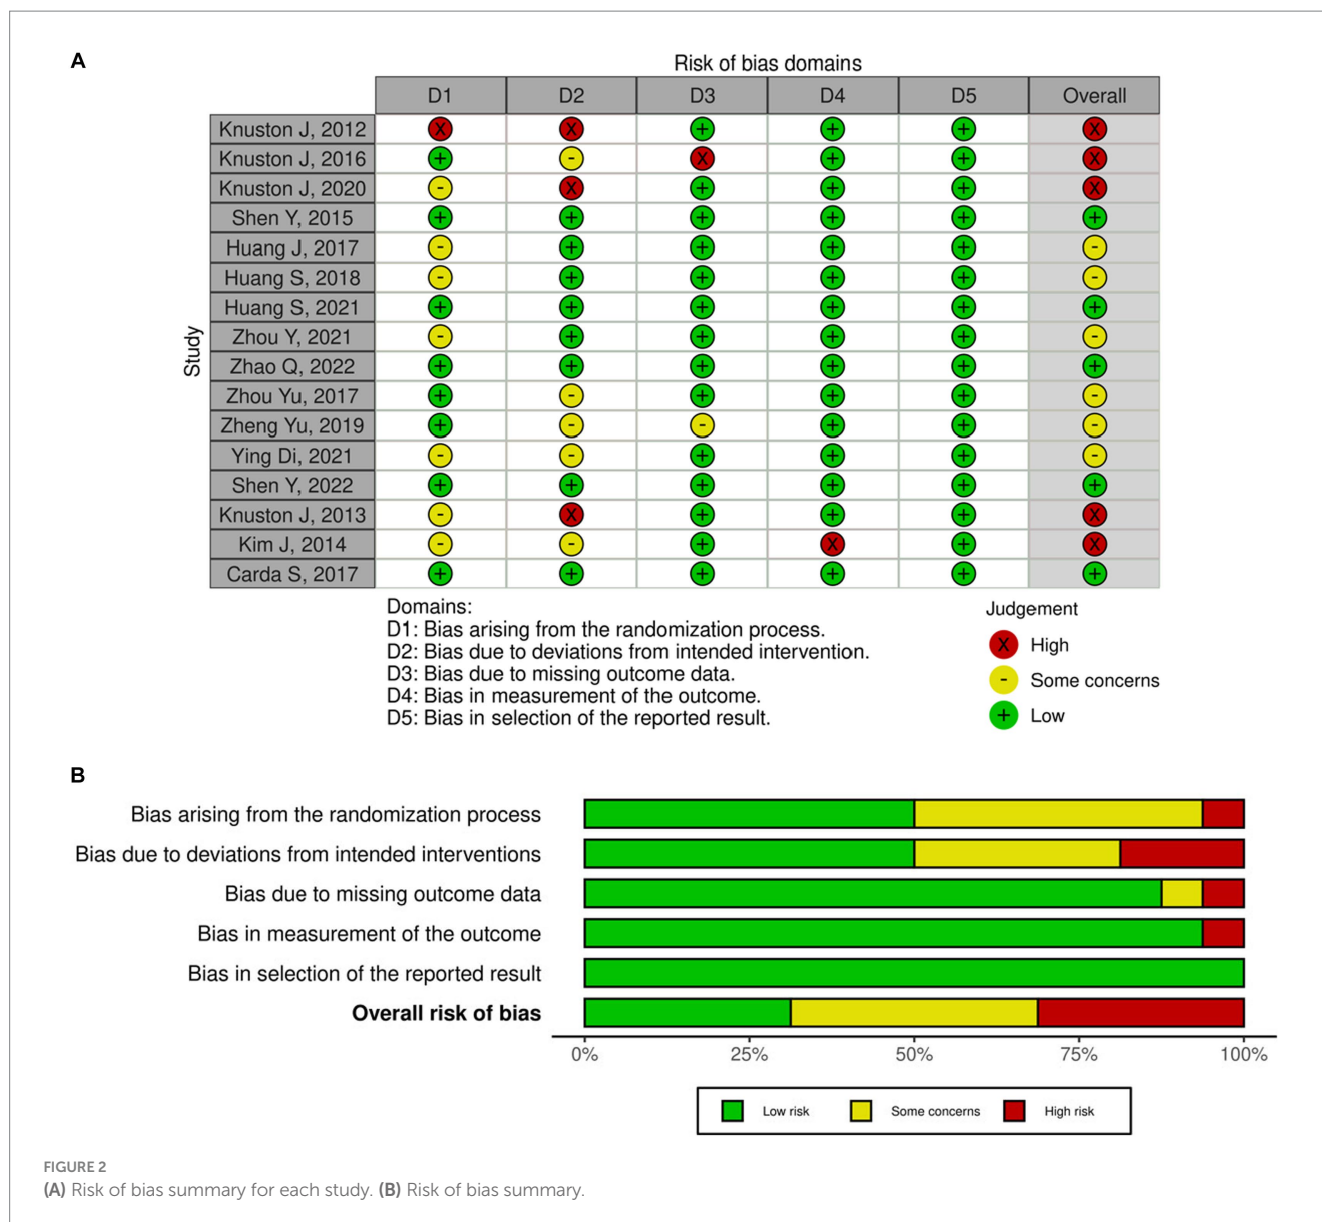 A
Risk of bias domains
D1 D2 D3 D4 D5 Overall
Study
Knuston J, 2012 X X + + + X
Knuston J, 2016 + - X + + X
Knuston J, 2020 - X + + + X
Shen Y, 2015 + + + + + +
Huang J, 2017 - + + + + -
Huang S, 2018 - + + + + -
Huang S, 2021 + + + + + +
Zhou Y, 2021 - + + + + -
Zhao Q, 2022 + + + + + +
Zhou Yu, 2017 + - + + + -
Zheng Yu, 2019 + - - + + -
Ying Di, 2021 - - + + + -
Shen Y, 2022 + + + + + +
Knuston J, 2013 - X + + + X
Kim J, 2014 - - + X + X
Carda S, 2017 + + + + + +
Domains:
D1: Bias arising from the randomization process.
D2: Bias due to deviations from intended intervention.
D3: Bias due to missing outcome data.
D4: Bias in measurement of the outcome.
D5: Bias in selection of the reported result.
Judgement
X High
- Some concerns
+ Low
B
Bias arising from the randomization process
Bias due to deviations from intended interventions
Bias due to missing outcome data
Bias in measurement of the outcome
Bias in selection of the reported result
Overall risk of bias
0% 25% 50% 75% 100%
Low risk Some concerns High risk
FIGURE 2
(A) Risk of bias summary for each study. (B) Risk of bias summary.